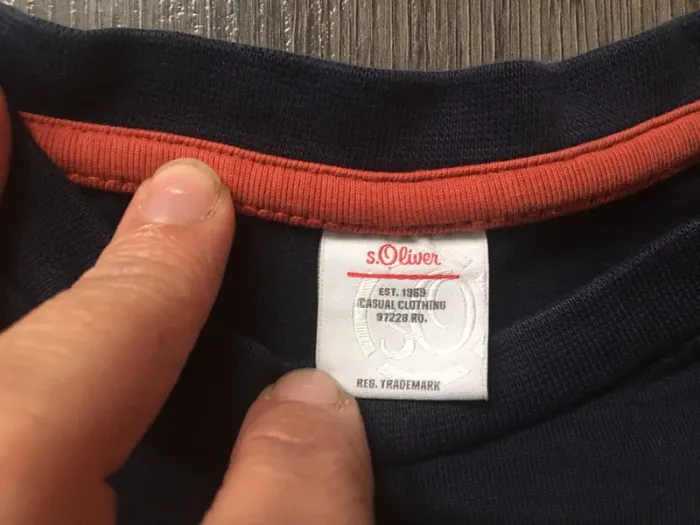 s.Oliver
EST. 1969
CASUAL CLOTHING
97228 RO.
REG. TRADEMARK